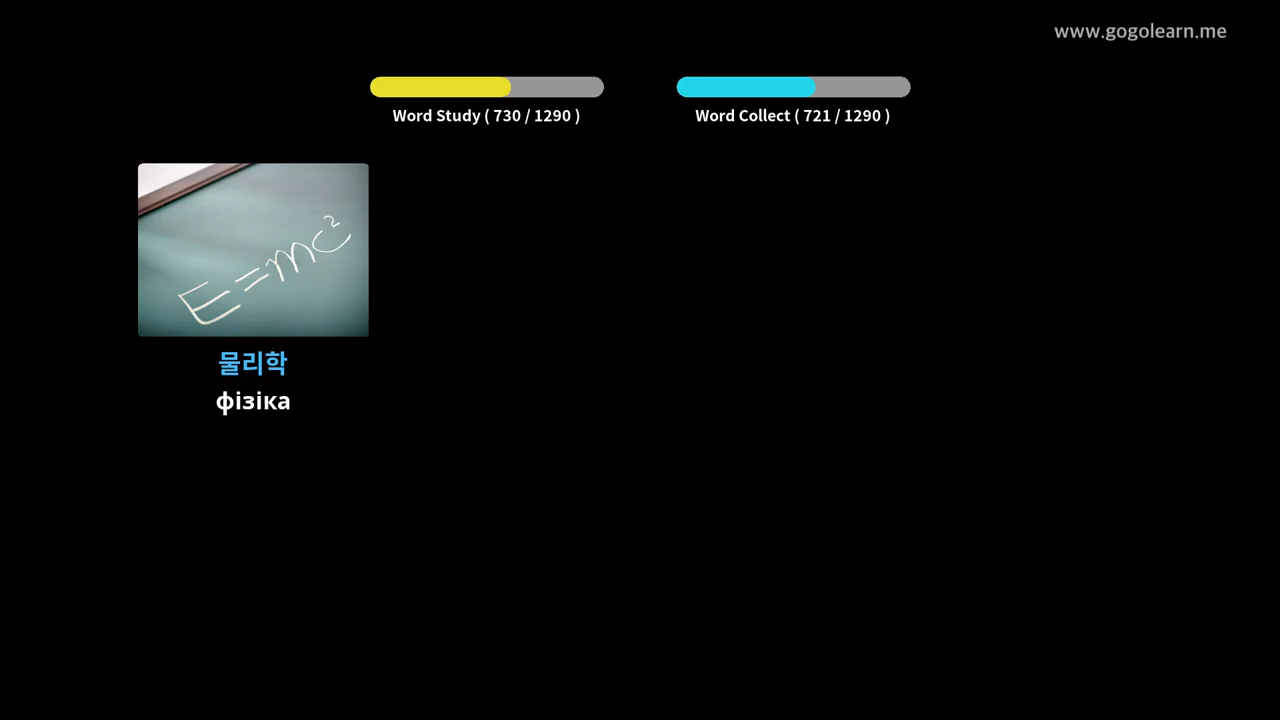 www.gogolearn.me
Word Study ( 730 / 1290 )
Word Collect ( 721 / 1290 )
E=mc²
물리학
фізіка